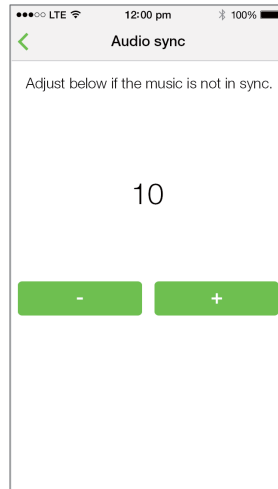 LTE 12:00 pm 100%
Audio sync
Adjust below if the music is not in sync.
10
- +